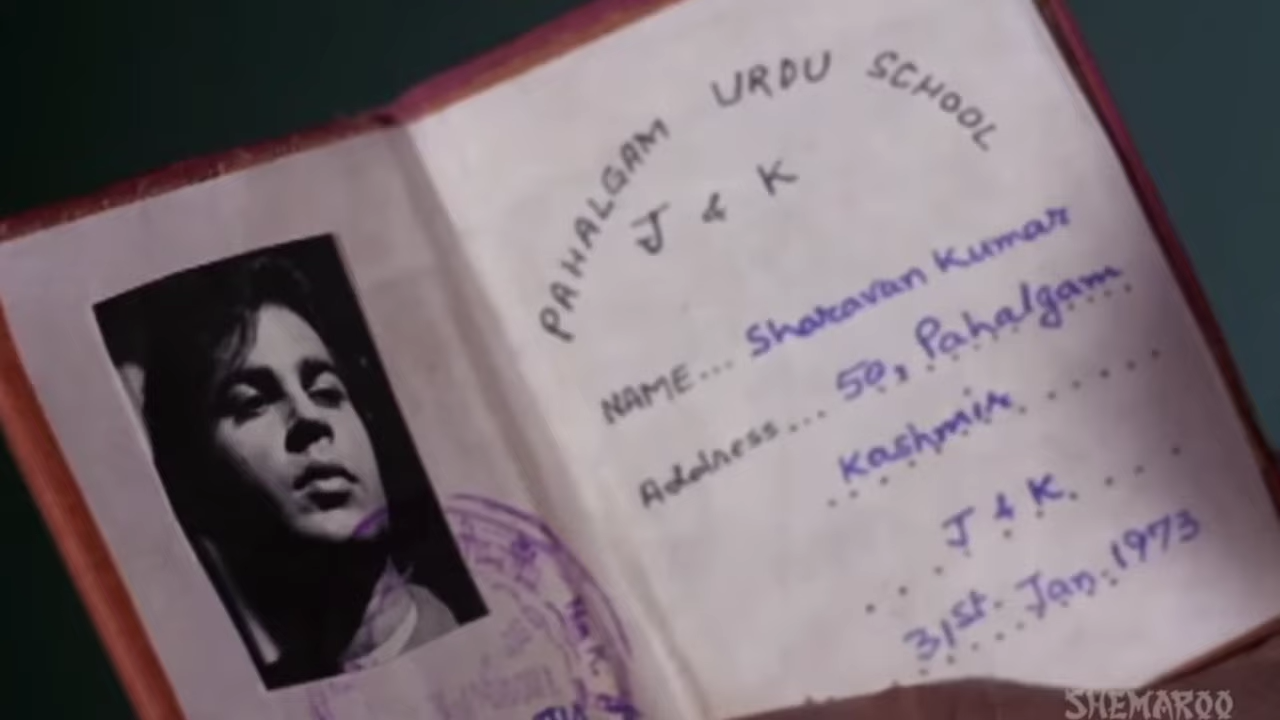 PAHALGAM URDU SCHOOL
J & K
NAME... Sharavan Kumar
Address... 50, Pahalgam
Kashmir
J & K.
31st. Jan. 1973
SHEMAROO